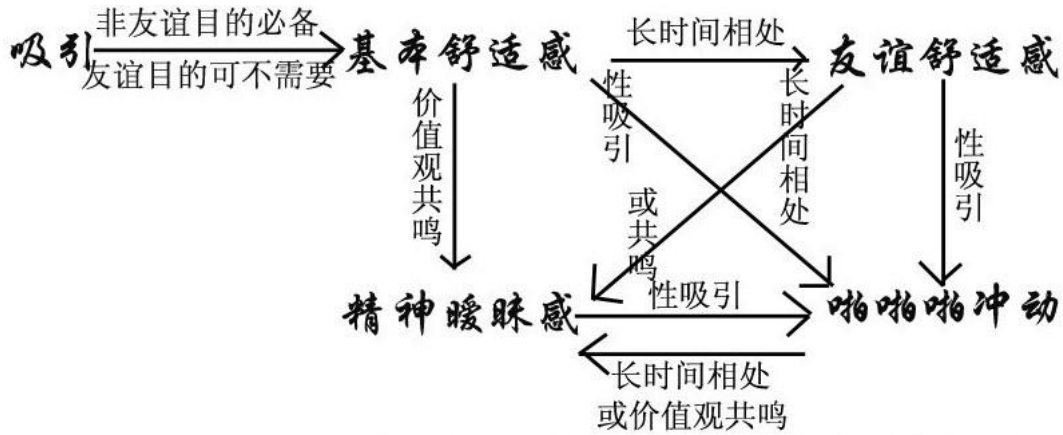 非友谊目的必备
吸引
友谊目的可不需要
基本舒适感
长时间相处
友谊舒适感
价值观共鸣
性吸引
长时间相处
或共鸣
性吸引
精神暧昧感
性吸引
啪啪啪冲动
长时间相处
或价值观共鸣